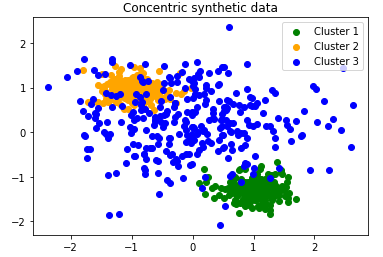 Concentric synthetic data
Cluster 1
Cluster 2
Cluster 3
2
1
0
−1
−2
−2
−1
0
1
2